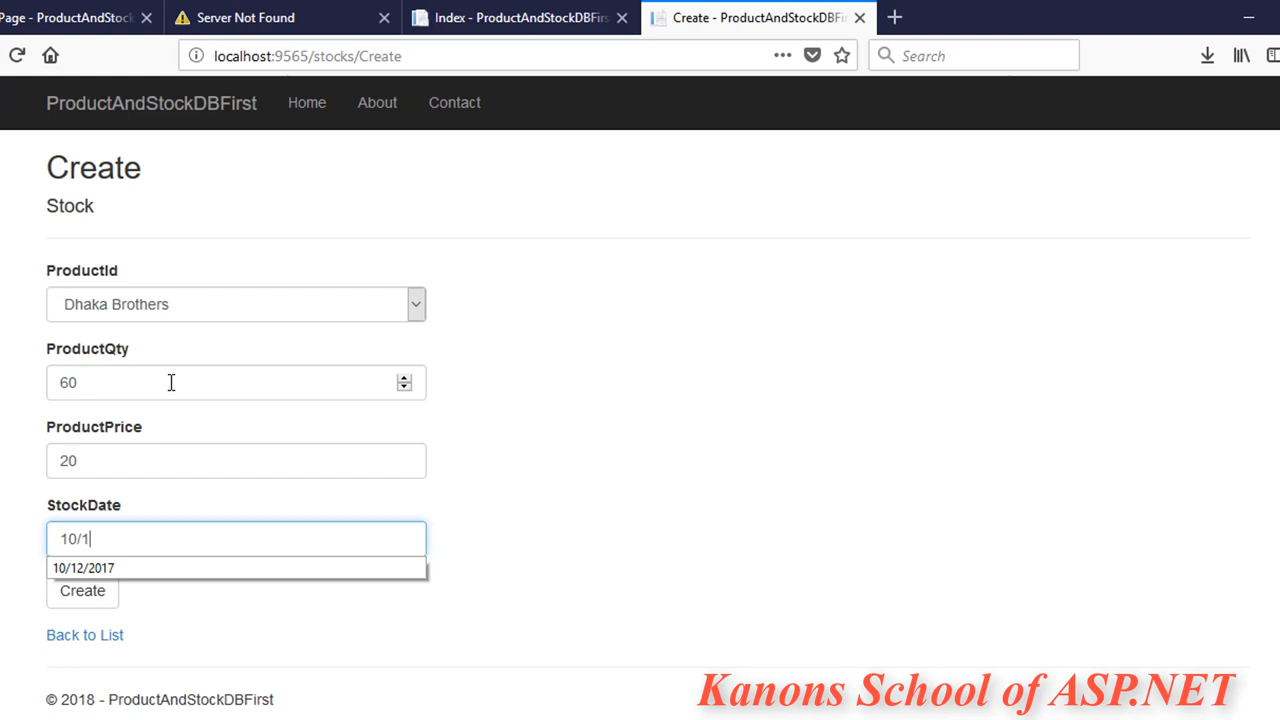 Page - ProductAndStock
Server Not Found
Index - ProductAndStockDBFirs
Create - ProductAndStockDBFir
localhost:9565/stocks/Create
Search
ProductAndStockDBFirst Home About Contact
Create
Stock
ProductId
Dhaka Brothers
ProductQty
60
ProductPrice
20
StockDate
10/1
10/12/2017
Create
Back to List
© 2018 - ProductAndStockDBFirst
Kanons School of ASP.NET